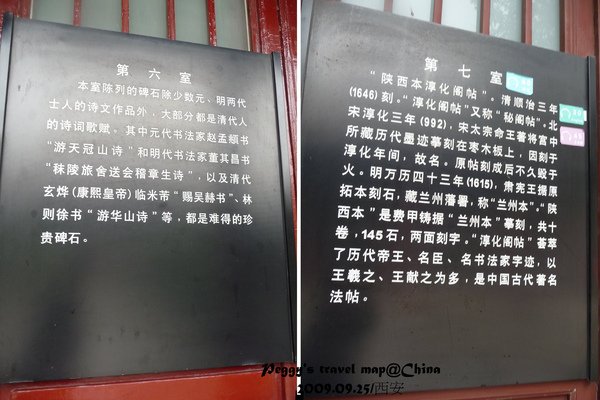 第六室
本室陈列的碑石除少数元、明两代
士人的诗文作品外，大部分都是清代人
的诗词歌赋。其中元代书法家赵孟頫书
“游天冠山诗”和明代书法家董其昌书
“秣陵旅舍送会稽章生诗”，以及清代
玄烨(康熙皇帝)临米芾“赐吴赫书”、林
则徐书“游华山诗”等，都是难得的珍
贵碑石。
第七室
“陕西本淳化阁帖”。清顺治三年
(1646)刻。“淳化阁帖”又称“秘阁帖”。北
宋淳化三年(992)，宋太宗命王著将宫中
所藏历代墨迹摹刻在枣木板上，因刻于
淳化年间，故名。原帖刻成后不久毁于
火。明万历四十三年(1615)，肃宪王搢原
拓本刻石，藏兰州藩署，称“兰州本”。“陕
西本”是费甲铸据“兰州本”摹刻，共十
卷，145石，两面刻字。“淳化阁帖”荟萃
了历代帝王、名臣、名书法家字迹，以
王羲之、王献之为多，是中国古代著名
法帖。
Peggy's travel map@China
2009.09.25/西安